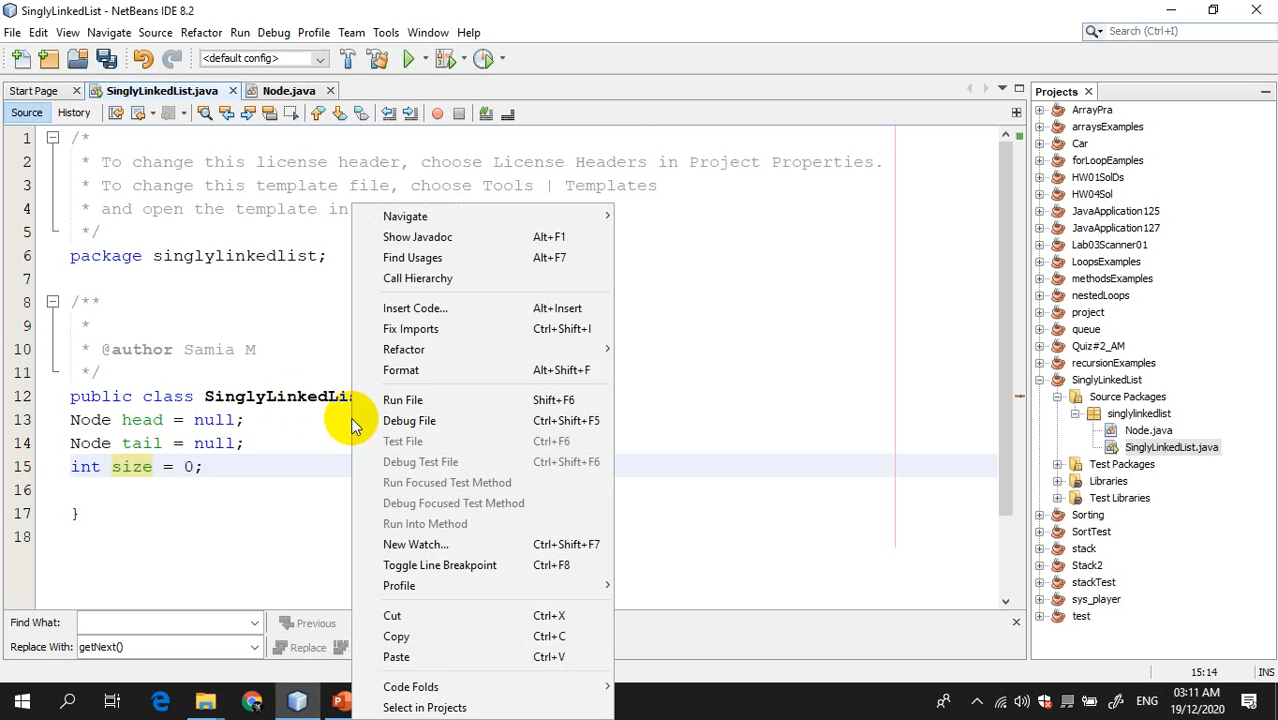 SinglyLinkedList - NetBeans IDE 8.2
File Edit View Navigate Source Refactor Run Debug Profile Team Tools Window Help
Search (Ctrl+I)
<default config>
Start Page SinglyLinkedList.java Node.java
Source History
1 /*
2 * To change this license header, choose License Headers in Project Properties.
3 * To change this template file, choose Tools | Templates
4 * and open the template in
5 */
6 package singlylinkedlist;
7
8 /**
9 *
10 * @author Samia M
11 */
12 public class SinglyLinkedLis
13 Node head = null;
14 Node tail = null;
15 int size = 0;
16
17 }
18
Navigate
Show Javadoc Alt+F1
Find Usages Alt+F7
Call Hierarchy
Insert Code... Alt+Insert
Fix Imports Ctrl+Shift+I
Refactor
Format Alt+Shift+F
Run File Shift+F6
Debug File Ctrl+Shift+F5
Test File Ctrl+F6
Debug Test File Ctrl+Shift+F6
Run Focused Test Method
Debug Focused Test Method
Run Into Method
New Watch... Ctrl+Shift+F7
Toggle Line Breakpoint Ctrl+F8
Profile
Cut Ctrl+X
Copy Ctrl+C
Paste Ctrl+V
Code Folds
Select in Projects
Projects
ArrayPra
arraysExamples
Car
forLoopEamples
HW01SolDs
HW04Sol
JavaApplication125
JavaApplication127
Lab03Scanner01
LoopsExamples
methodsExamples
nestedLoops
project
queue
Quiz#2_AM
recursionExamples
SinglyLinkedList
Source Packages
singlylinkedlist
Node.java
SinglyLinkedList.java
Test Packages
Libraries
Test Libraries
Sorting
SortTest
stack
Stack2
stackTest
sys_player
test
Find What: Previous
Replace With: getNext() Replace
15:14 INS
ENG
03:11 AM
19/12/2020